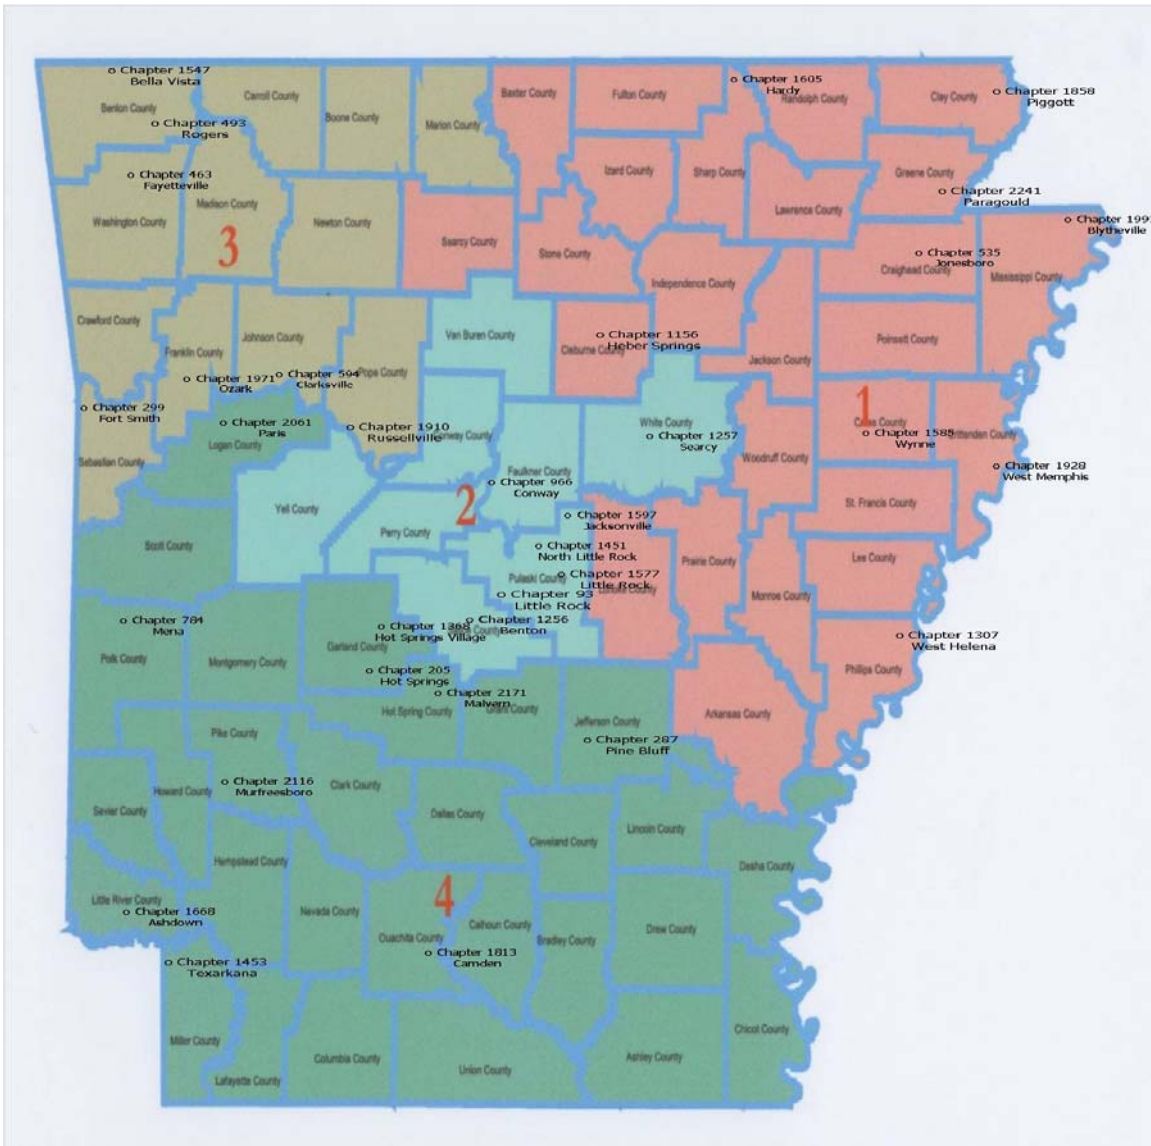 o Chapter 1547
Bella Vista
Benton County
Carroll County
Boone County
Marion County
Baxter County
Fulton County
o Chapter 1605
Hardy
Randolph County
Clay County
o Chapter 1858
Piggott
o Chapter 493
Rogers
o Chapter 463
Fayetteville
Washington County
Madison County
3
Newton County
Searcy County
Stone County
Izard County
Sharp County
Lawrence County
Greene County
o Chapter 2241
Paragould
Blytheville
o Chapter 535
Jonesboro
Craighead County
Mississippi County
Independence County
Crawford County
Franklin County
Johnson County
Pope County
Van Buren County
Cleburne County
o Chapter 1156
Heber Springs
Jackson County
Poinsett County
o Chapter 1971
Ozark
o Chapter 594
Clarksville
o Chapter 299
Fort Smith
o Chapter 2061
Paris
Logan County
Sebastian County
o Chapter 1910
Russellville
County
White County
o Chapter 1257
Searcy
1
County
o Chapter 1585
Wynne
County
Woodruff County
o Chapter 1928
West Memphis
Faulkner County
o Chapter 966
Conway
2
Yell County
Perry County
St. Francis County
o Chapter 1597
Jacksonville
o Chapter 1451
North Little Rock
Pulaski County
o Chapter 1577
Little Rock
County
Prairie County
Monroe County
Lee County
o Chapter 93
Little Rock
Scott County
o Chapter 784
Mena
Polk County
Montgomery County
Garland County
o Chapter 1368
Hot Springs Village
o Chapter 1256
Benton
County
o Chapter 205
Hot Springs
o Chapter 2171
Malvern
Hot Spring County
Grant County
Jefferson County
o Chapter 287
Pine Bluff
Arkansas County
Phillips County
o Chapter 1307
West Helena
Pike County
o Chapter 2116
Murfreesboro
Howard County
Sevier County
Clark County
Dallas County
Cleveland County
Lincoln County
Desha County
Hempstead County
Little River County
o Chapter 1668
Ashdown
Nevada County
4
Ouachita County
Calhoun County
o Chapter 1813
Camden
Bradley County
Drew County
o Chapter 1453
Texarkana
Miller County
Lafayette County
Columbia County
Union County
Ashley County
Chicot County